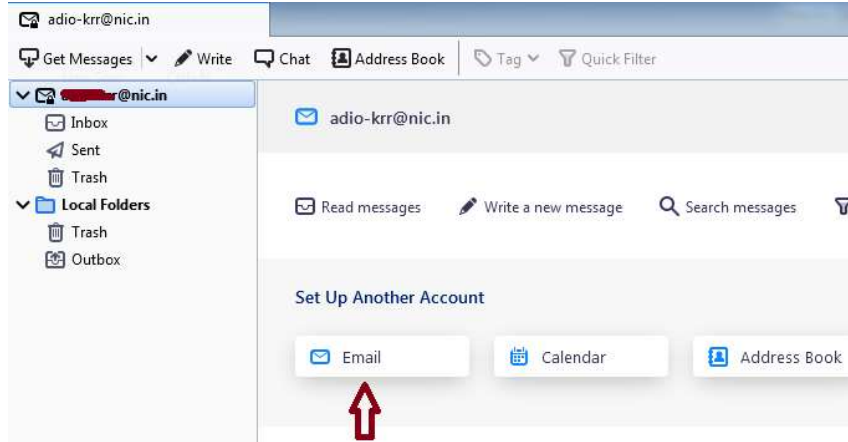 adio-krr@nic.in
Get Messages Write Chat Address Book Tag Quick Filter
r@nic.in
Inbox
Sent
Trash
Local Folders
Trash
Outbox
adio-krr@nic.in
Read messages Write a new message Search messages
Set Up Another Account
Email Calendar Address Book